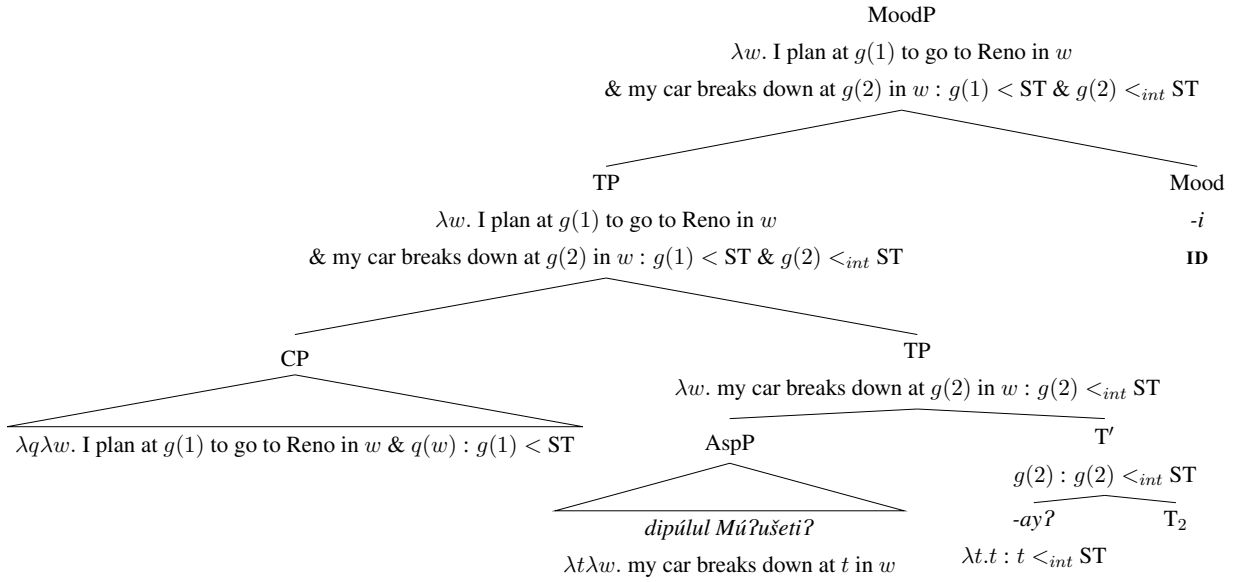 MoodP
λw. I plan at g(1) to go to Reno in w
& my car breaks down at g(2) in w : g(1) < ST & g(2) <int ST
TP
Mood
λw. I plan at g(1) to go to Reno in w
-i
& my car breaks down at g(2) in w : g(1) < ST & g(2) <int ST
ID
CP
TP
λw. my car breaks down at g(2) in w : g(2) <int ST
λqλw. I plan at g(1) to go to Reno in w & q(w) : g(1) < ST
AspP
T′
g(2) : g(2) <int ST
dipúlul Múʔušetiʔ
-ayʔ
T2
λtλw. my car breaks down at t in w
λt.t : t <int ST